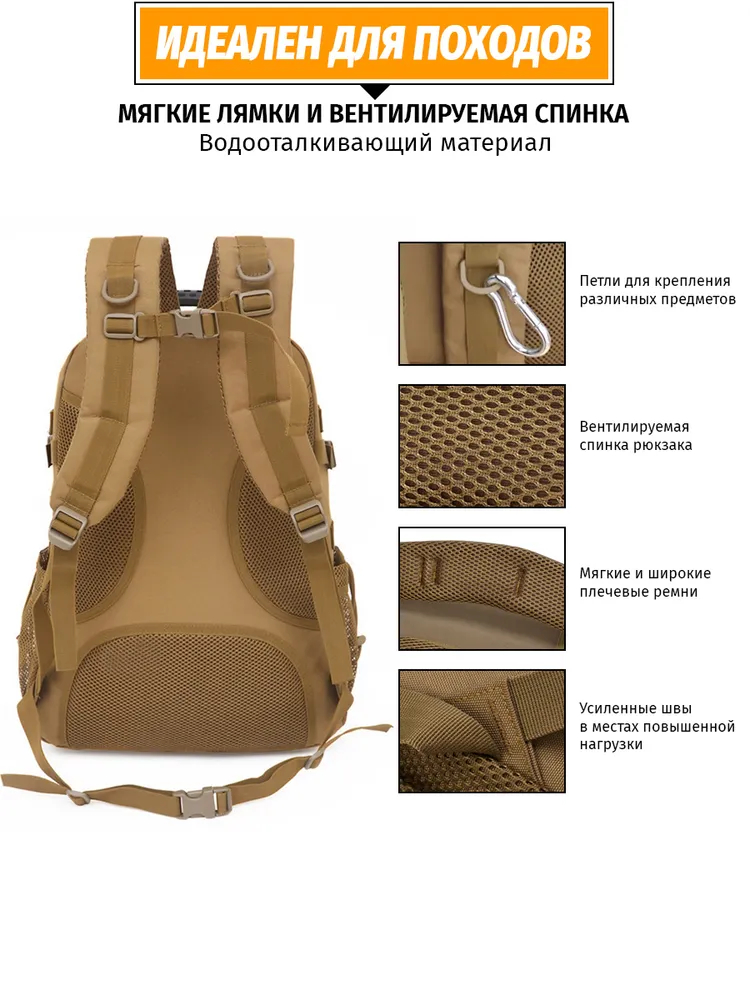 ИДЕАЛЕН ДЛЯ ПОХОДОВ
МЯГКИЕ ЛЯМКИ И ВЕНТИЛИРУЕМАЯ СПИНКА
Водооталкивающий материал
Петли для крепления
различных предметов
Вентилируемая
спинка рюкзака
Мягкие и широкие
плечевые ремни
Усиленные швы
в местах повышенной
нагрузки